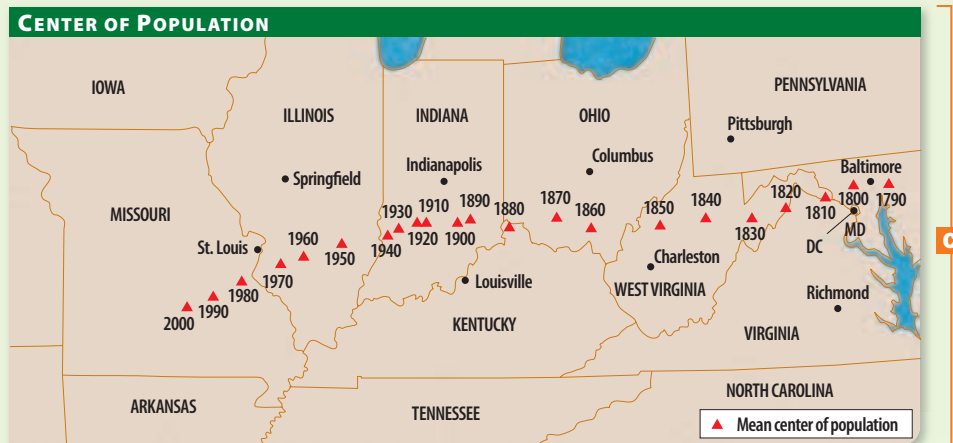 CENTER OF POPULATION
IOWA
PENNSYLVANIA
ILLINOIS
INDIANA
OHIO
Pittsburgh
Columbus
Indianapolis
Baltimore
Springfield
MISSOURI
1930
1910
1890
1870
1840
1820
1800
1790
1940
1920
1900
1880
1860
1850
1830
1810
MD
DC
St. Louis
1960
1950
1970
1980
1990
2000
Charleston
Louisville
WEST VIRGINIA
Richmond
KENTUCKY
VIRGINIA
ARKANSAS
TENNESSEE
NORTH CAROLINA
Mean center of population
C